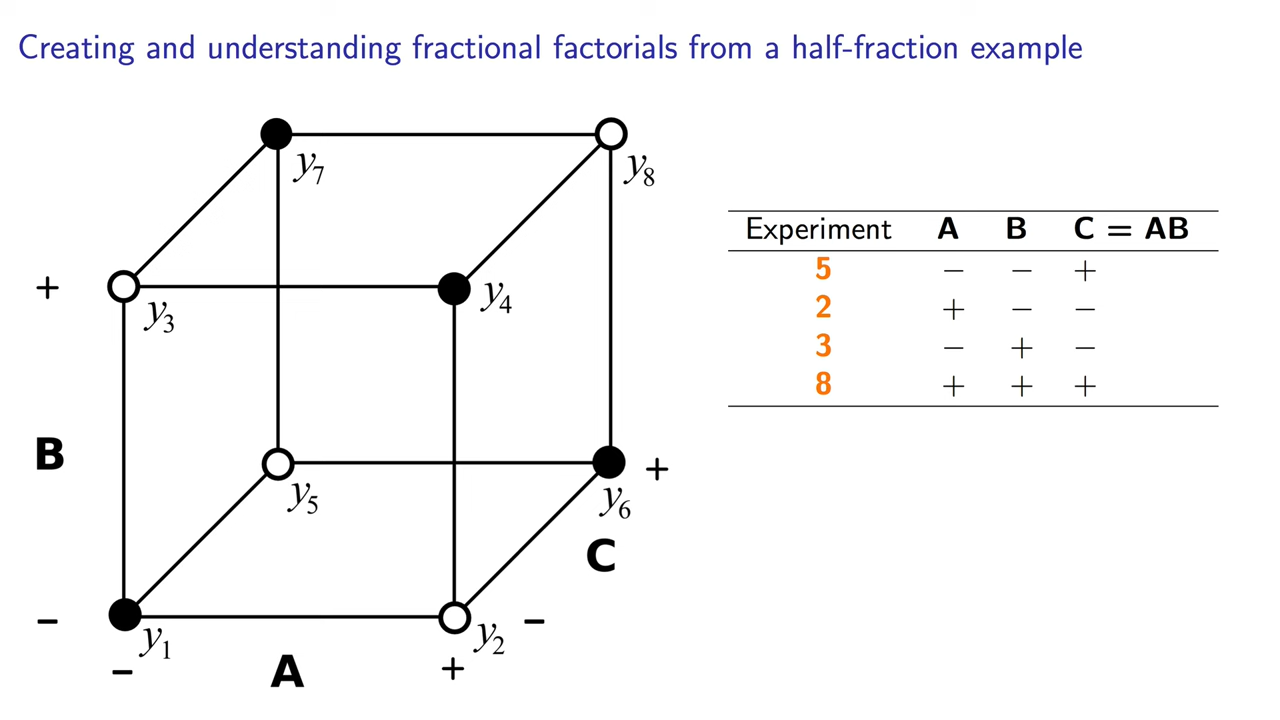 Creating and understanding fractional factorials from a half-fraction example
y7
y8
+
y3
y4
B
y5
y6
+
C
−
y1
y2
−
−
A
+
Experiment A B C = AB
5 − − +
2 + − −
3 − + −
8 + + +